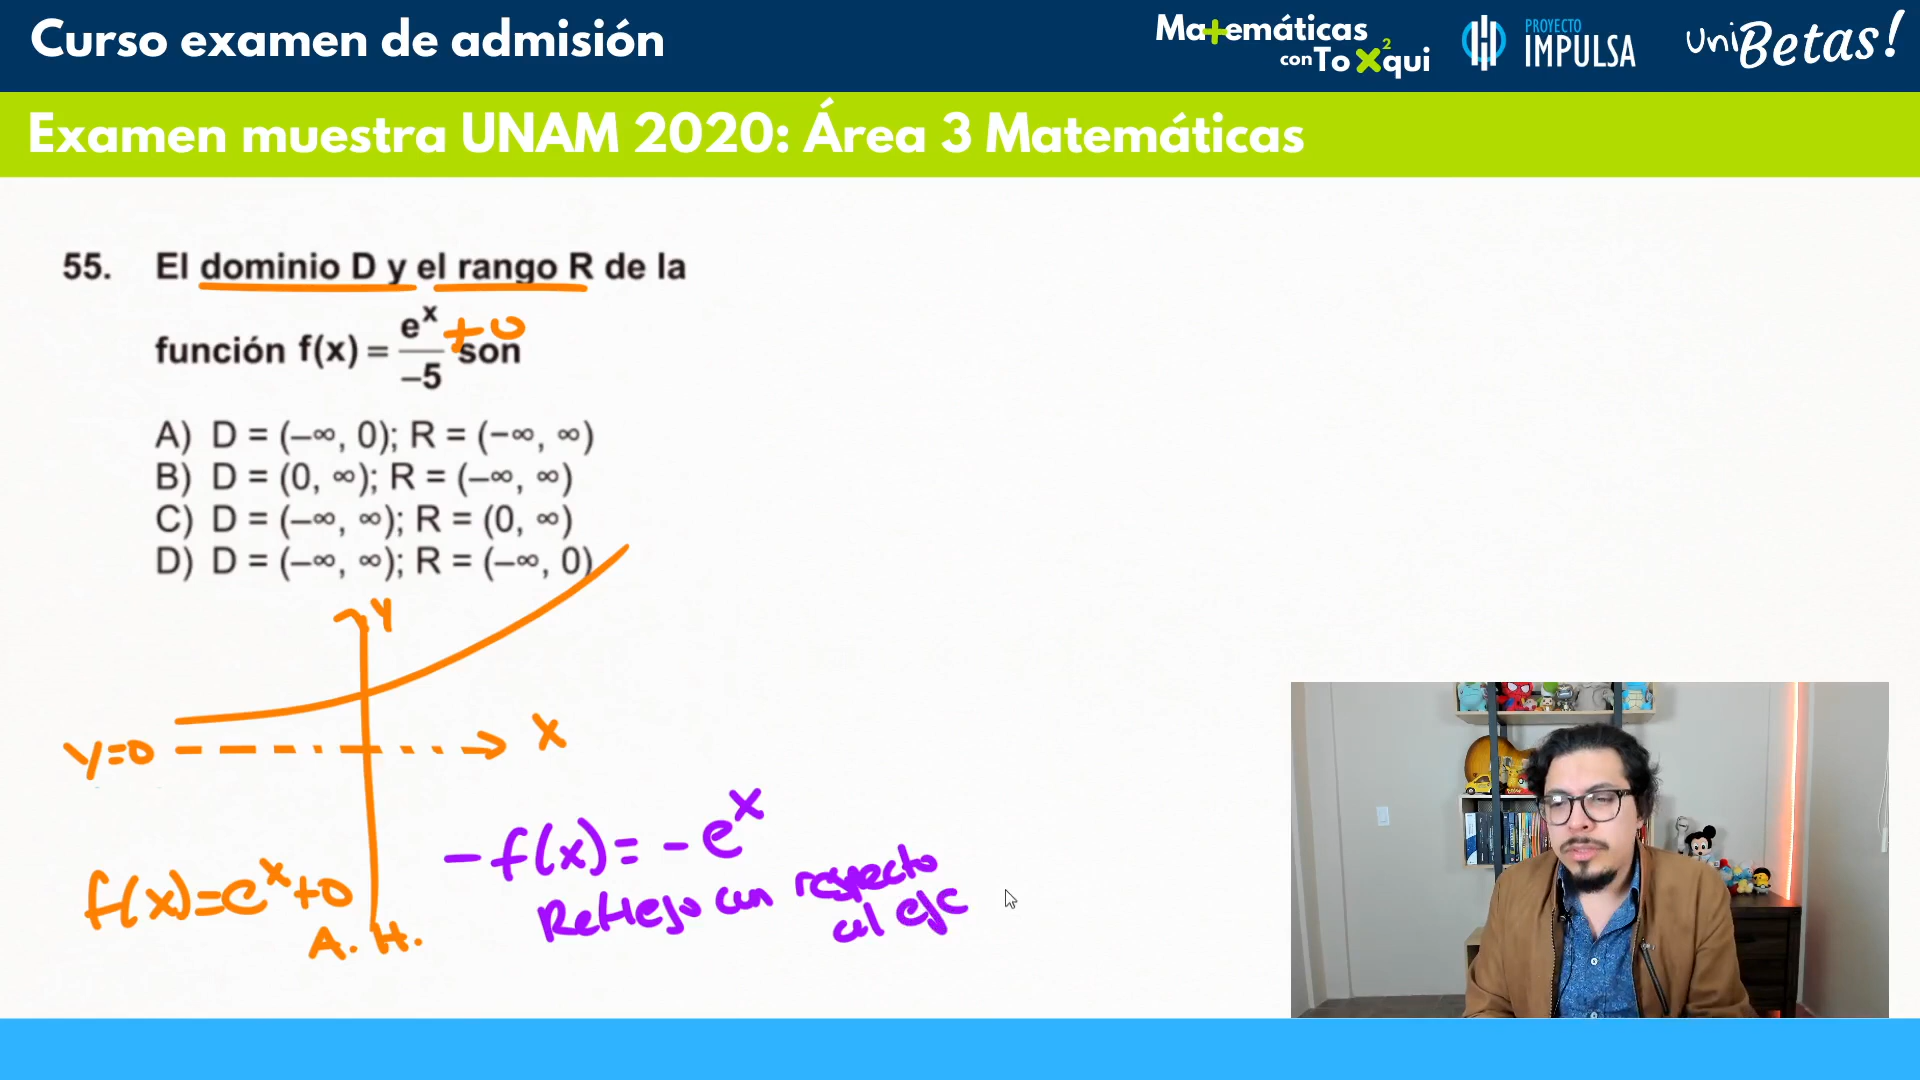 Curso examen de admisión
Matemáticas
con Toxqui
2
PROYECTO
IMPULSA
uniBetas!
Examen muestra UNAM 2020: Área 3 Matemáticas
55. El dominio D y el rango R de la
función f(x) = e^x/–5 son
+0
A) D = (–∞, 0); R = (–∞, ∞)
B) D = (0, ∞); R = (–∞, ∞)
C) D = (–∞, ∞); R = (0, ∞)
D) D = (–∞, ∞); R = (–∞, 0)
Y
X
y=0
f(x)=e^x+0
A. H.
-f(x)= -e^x
Reflejo con respecto
al eje